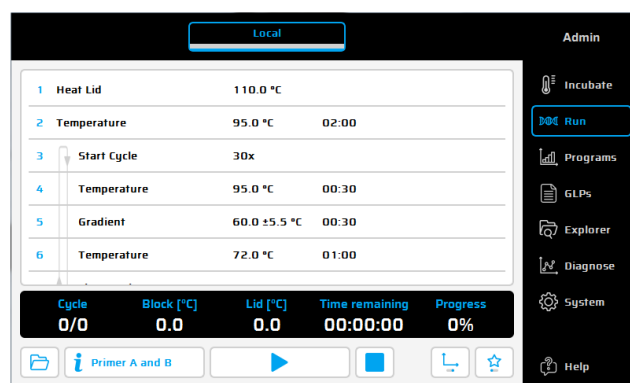 Local
Admin
1 Heat Lid 110.0 °C
2 Temperature 95.0 °C 02:00
3 Start Cycle 30x
4 Temperature 95.0 °C 00:30
5 Gradient 60.0 ±5.5 °C 00:30
6 Temperature 72.0 °C 01:00
Cycle Block [°C] Lid [°C] Time remaining Progress
0/0 0.0 0.0 00:00:00 0%
i Primer A and B
Incubate
Run
Programs
GLPs
Explorer
Diagnose
System
Help